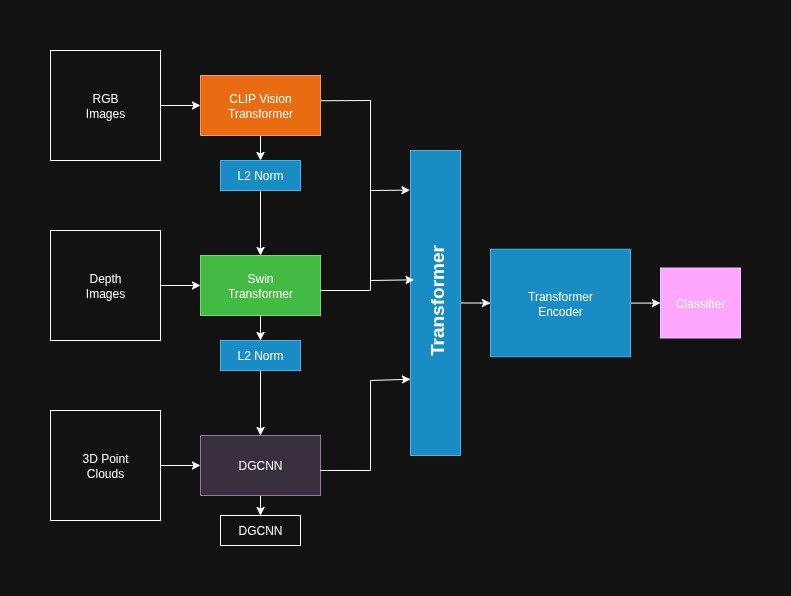 RGB
Images
CLIP Vision
Transformer
L2 Norm
Depth
Images
Swin
Transformer
L2 Norm
3D Point
Clouds
DGCNN
DGCNN
Transformer
Transformer
Encoder
Classifier